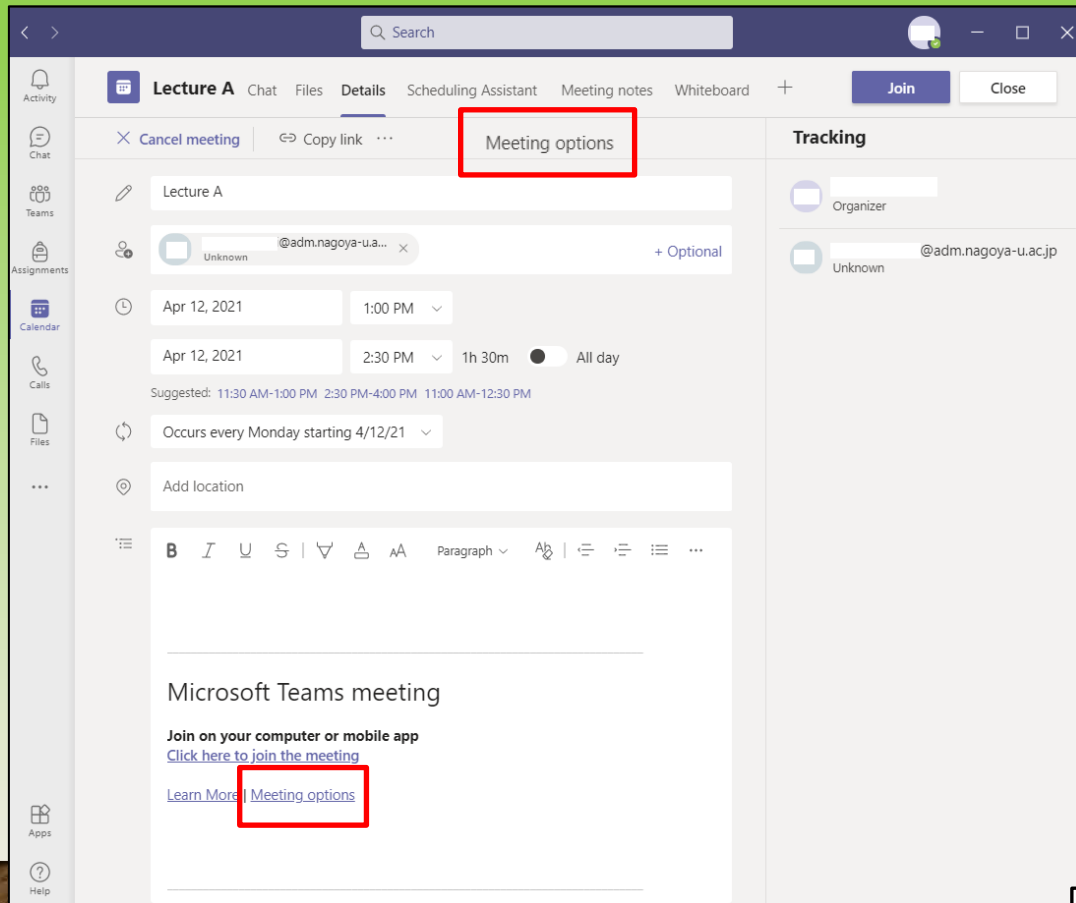 Search
Activity
Chat
Teams
Assignments
Calendar
Calls
Files
Apps
Help
Lecture A Chat Files Details Scheduling Assistant Meeting notes Whiteboard Join Close
Cancel meeting Copy link Meeting options
Lecture A
@adm.nagoya-u.a...
Unknown
+ Optional
Apr 12, 2021 1:00 PM
Apr 12, 2021 2:30 PM 1h 30m All day
Suggested: 11:30 AM-1:00 PM 2:30 PM-4:00 PM 11:00 AM-12:30 PM
Occurs every Monday starting 4/12/21
Add location
B I U S A AA Paragraph Ab
Microsoft Teams meeting
Join on your computer or mobile app
Click here to join the meeting
Learn More | Meeting options
Tracking
Organizer
@adm.nagoya-u.ac.jp
Unknown